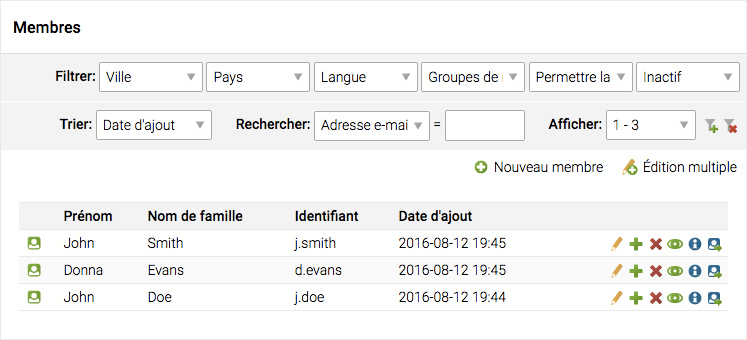 Membres
Filtrer: Ville Pays Langue Groupes de Permettre la Inactif
Trier: Date d'ajout Rechercher: Adresse e-mai = Afficher: 1 - 3
Nouveau membre Édition multiple
Prénom Nom de famille Identifiant Date d'ajout
John Smith j.smith 2016-08-12 19:45
Donna Evans d.evans 2016-08-12 19:45
John Doe j.doe 2016-08-12 19:44